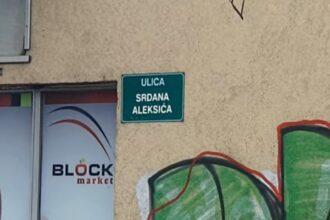 ULICA
SRĐANA
ALEKSIĆA
BLOCK
market